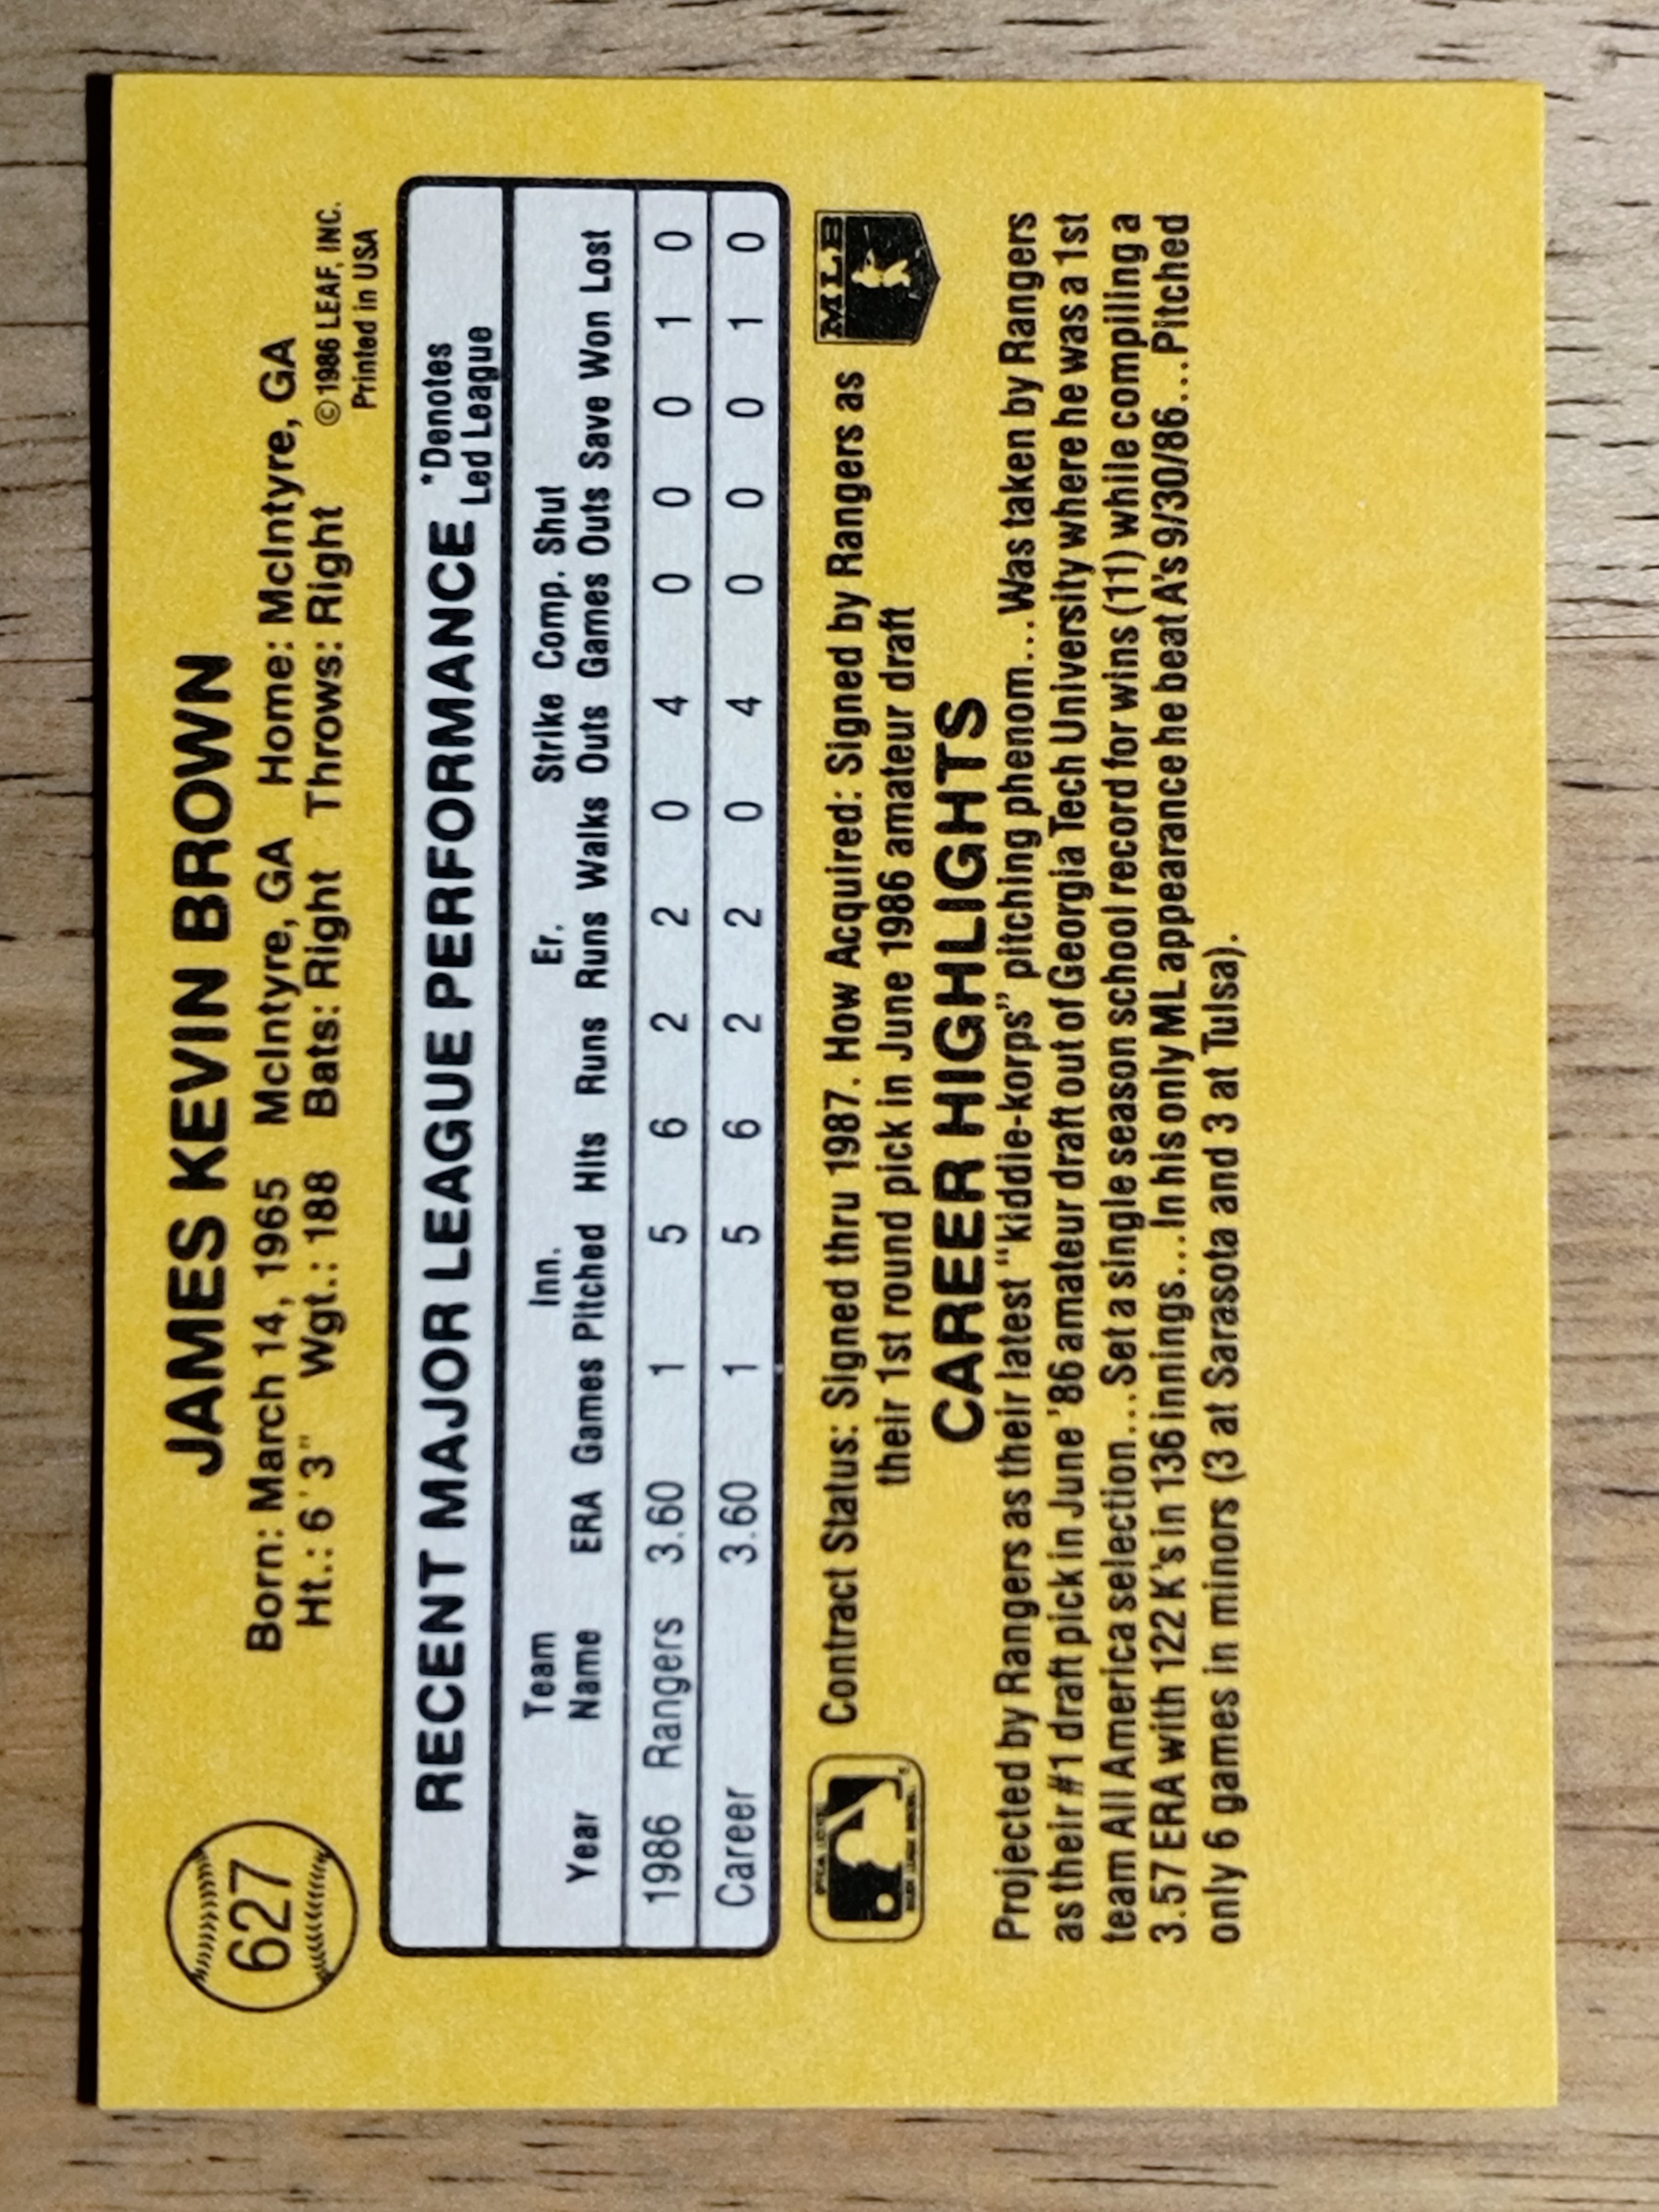 627
JAMES KEVIN BROWN
Born: March 14, 1965 McIntyre, GA Home: McIntyre, GA
Ht.: 6'3" Wgt.: 188 Bats: Right Throws: Right
©1986 LEAF, INC.
Printed in USA
RECENT MAJOR LEAGUE PERFORMANCE *Denotes
Led League
Team Inn. Er. Strike Comp. Shut
Year Name ERA Games Pitched Hits Runs Runs Walks Outs Games Outs Save Won Lost
1986 Rangers 3.60 1 5 6 2 2 0 4 0 0 0 1 0
Career 3.60 1 5 6 2 2 0 4 0 0 0 1 0
Contract Status: Signed thru 1987. How Acquired: Signed by Rangers as
their 1st round pick in June 1986 amateur draft
MLB
CAREER HIGHLIGHTS
Projected by Rangers as their latest "kiddie-korps" pitching phenom...Was taken by Rangers
as their #1 draft pick in June '86 amateur draft out of Georgia Tech University where he was a 1st
team All America selection...Set a single season school record for wins (11) while compiling a
3.57 ERA with 122 K's in 136 innings...In his only ML appearance he beat A's 9/30/86...Pitched
only 6 games in minors (3 at Sarasota and 3 at Tulsa).